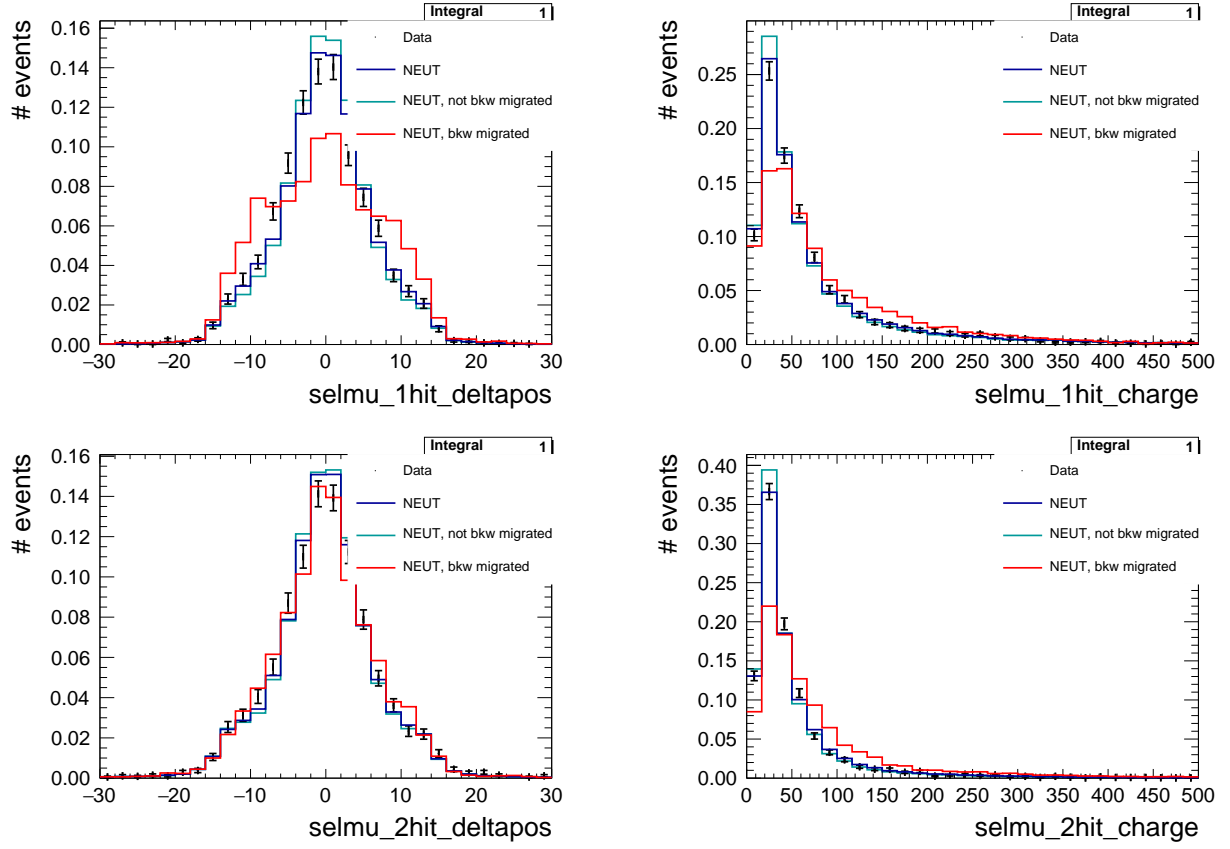 Integral 1
Data
NEUT
NEUT, not bkw migrated
NEUT, bkw migrated
# events
0.16
0.14
0.12
0.10
0.08
0.06
0.04
0.02
0.00
−30 −20 −10 0 10 20 30
selmu_1hit_deltapos
Integral 1
Data
NEUT
NEUT, not bkw migrated
NEUT, bkw migrated
# events
0.25
0.20
0.15
0.10
0.05
0.00
0 50 100 150 200 250 300 350 400 450 500
selmu_1hit_charge
Integral 1
Data
NEUT
NEUT, not bkw migrated
NEUT, bkw migrated
# events
0.16
0.14
0.12
0.10
0.08
0.06
0.04
0.02
0.00
−30 −20 −10 0 10 20 30
selmu_2hit_deltapos
Integral 1
Data
NEUT
NEUT, not bkw migrated
NEUT, bkw migrated
# events
0.40
0.35
0.30
0.25
0.20
0.15
0.10
0.05
0.00
0 50 100 150 200 250 300 350 400 450 500
selmu_2hit_charge